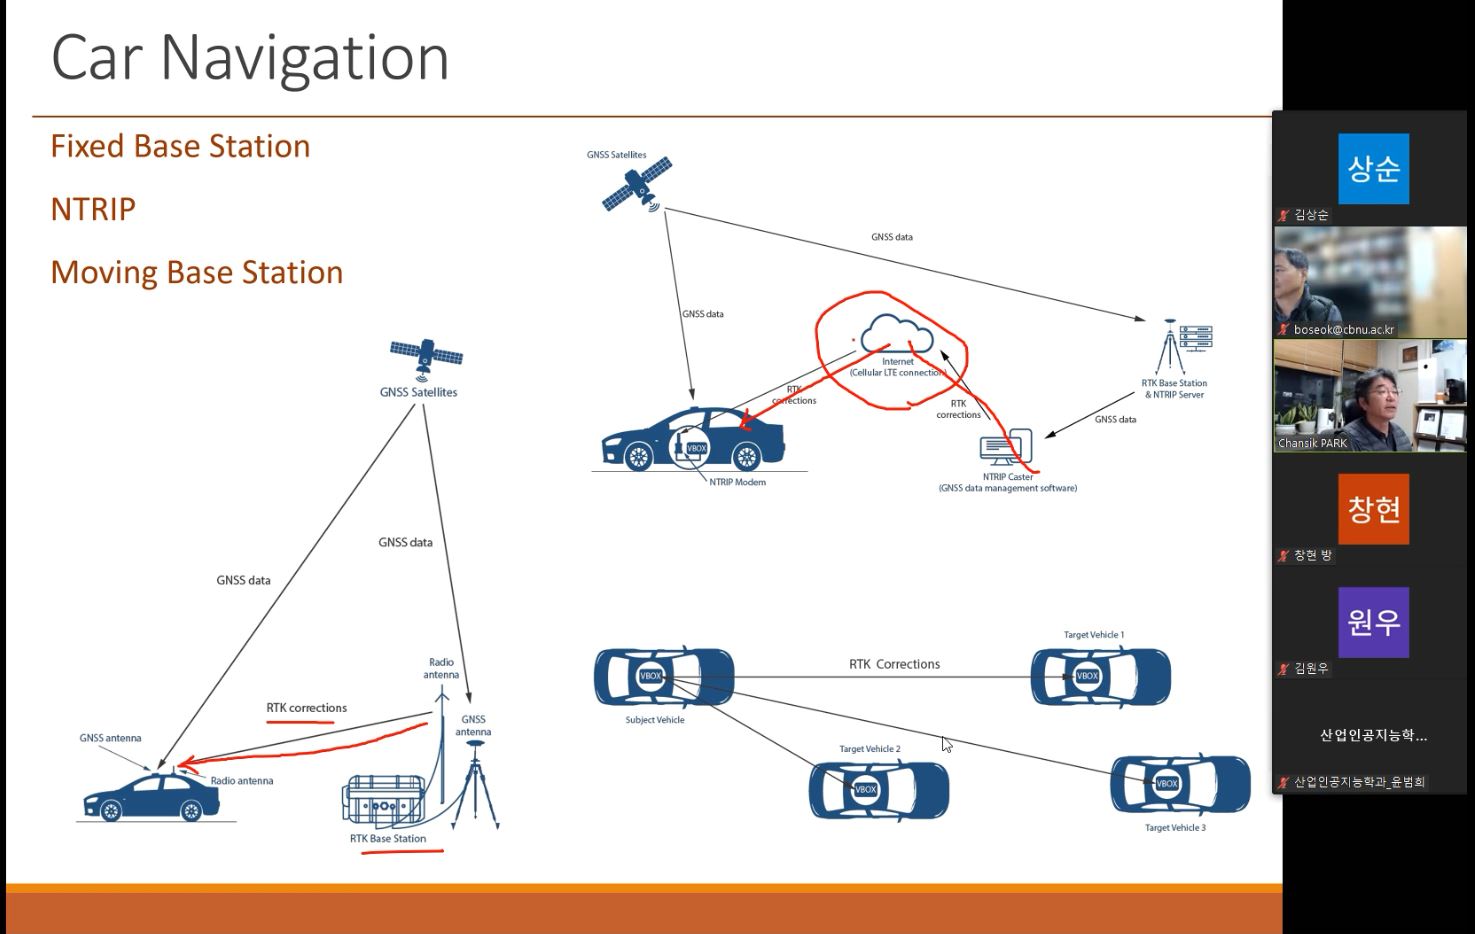 Car Navigation
Fixed Base Station
NTRIP
Moving Base Station
GNSS Satellites
GNSS data
GNSS data
RTK
corrections
Internet
(Cellular LTE connection)
RTK
corrections
RTK Base Station
& NTRIP Server
GNSS data
VBOX
NTRIP Modem
NTRIP Caster
(GNSS data management software)
GNSS Satellites
GNSS data
GNSS data
Radio
antenna
RTK corrections
GNSS
antenna
GNSS antenna
Radio antenna
RTK Base Station
Target Vehicle 1
RTK Corrections
VBOX
VBOX
Subject Vehicle
Target Vehicle 2
VBOX
VBOX
Target Vehicle 3
상순
김상순
boseok@cbnu.ac.kr
Chansik PARK
창현
창현 방
원우
김원우
산업인공지능학...
산업인공지능학과_윤범희